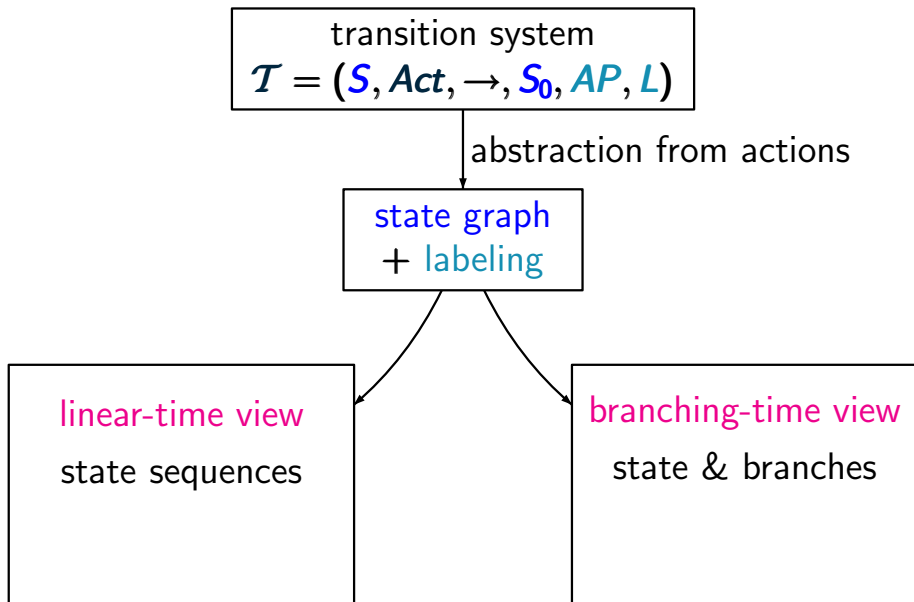 transition system
𝒯 = (S, Act, →, S₀, AP, L)
abstraction from actions
state graph
+ labeling
linear-time view
state sequences
branching-time view
state & branches